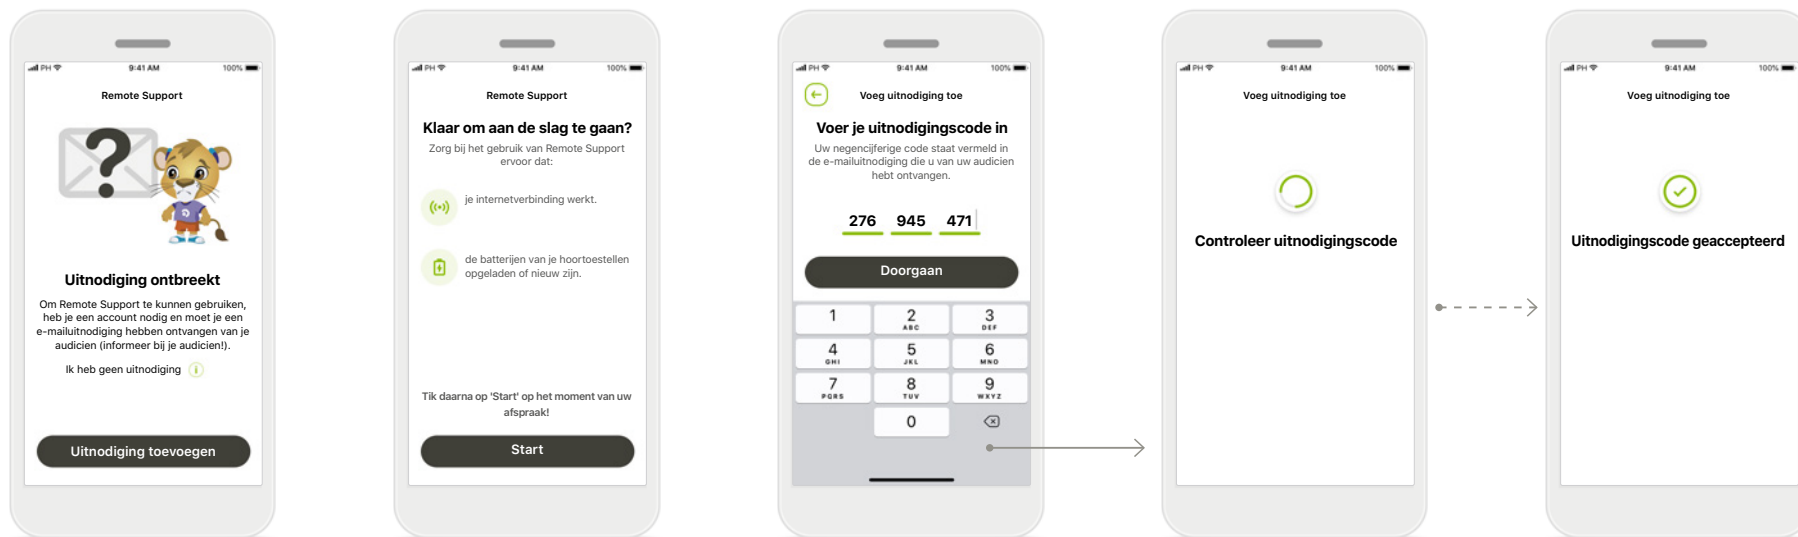 PH 9:41 AM 100%
Remote Support
?
Uitnodiging ontbreekt
Om Remote Support te kunnen gebruiken,
heb je een account nodig en moet je een
e-mailuitnodiging hebben ontvangen van je
audicien (informeer bij je audicien!).
Ik heb geen uitnodiging i
Uitnodiging toevoegen
PH 9:41 AM 100%
Remote Support
Klaar om aan de slag te gaan?
Zorg bij het gebruik van Remote Support
ervoor dat:
je internetverbinding werkt.
de batterijen van je hoortoestellen
opgeladen of nieuw zijn.
Tik daarna op 'Start' op het moment van uw
afspraak!
Start
PH 9:41 AM 100%
Voeg uitnodiging toe
Voer je uitnodigingscode in
Uw negencijferige code staat vermeld in
de e-mailuitnodiging die u van uw audicien
hebt ontvangen.
276 945 471
Doorgaan
1 2 3
ABC DEF
4 5 6
GHI JKL MNO
7 8 9
PQRS TUV WXYZ
0
PH 9:41 AM 100%
Voeg uitnodiging toe
Controleer uitnodigingscode
PH 9:41 AM 100%
Voeg uitnodiging toe
Uitnodigingscode geaccepteerd